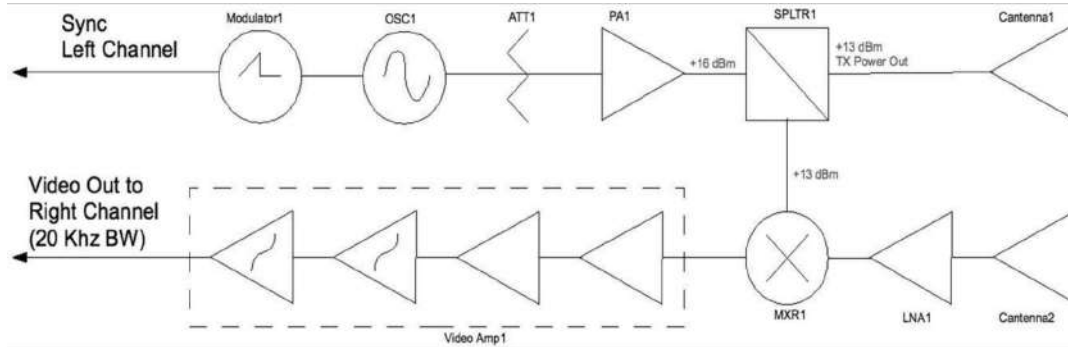 Modulator1
OSC1
ATT1
PA1
SPLTR1
Cantenna1
Sync
Left Channel
+16 dBm
+13 dBm
TX Power Out
+13 dBm
Video Out to
Right Channel
(20 Khz BW)
MXR1
LNA1
Cantenna2
Video Amp1